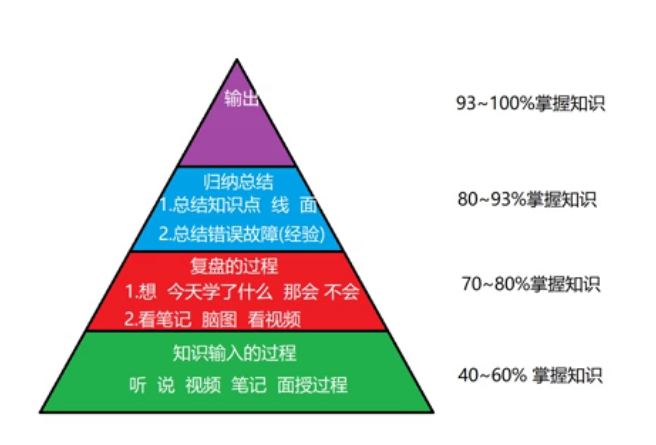 输出
93~100%掌握知识
归纳总结
1.总结知识点 线 面
2.总结错误故障(经验)
80~93%掌握知识
复盘的过程
1.想 今天学了什么 那会 不会
2.看笔记 脑图 看视频
70~80%掌握知识
知识输入的过程
听 说 视频 笔记 面授过程
40~60% 掌握知识